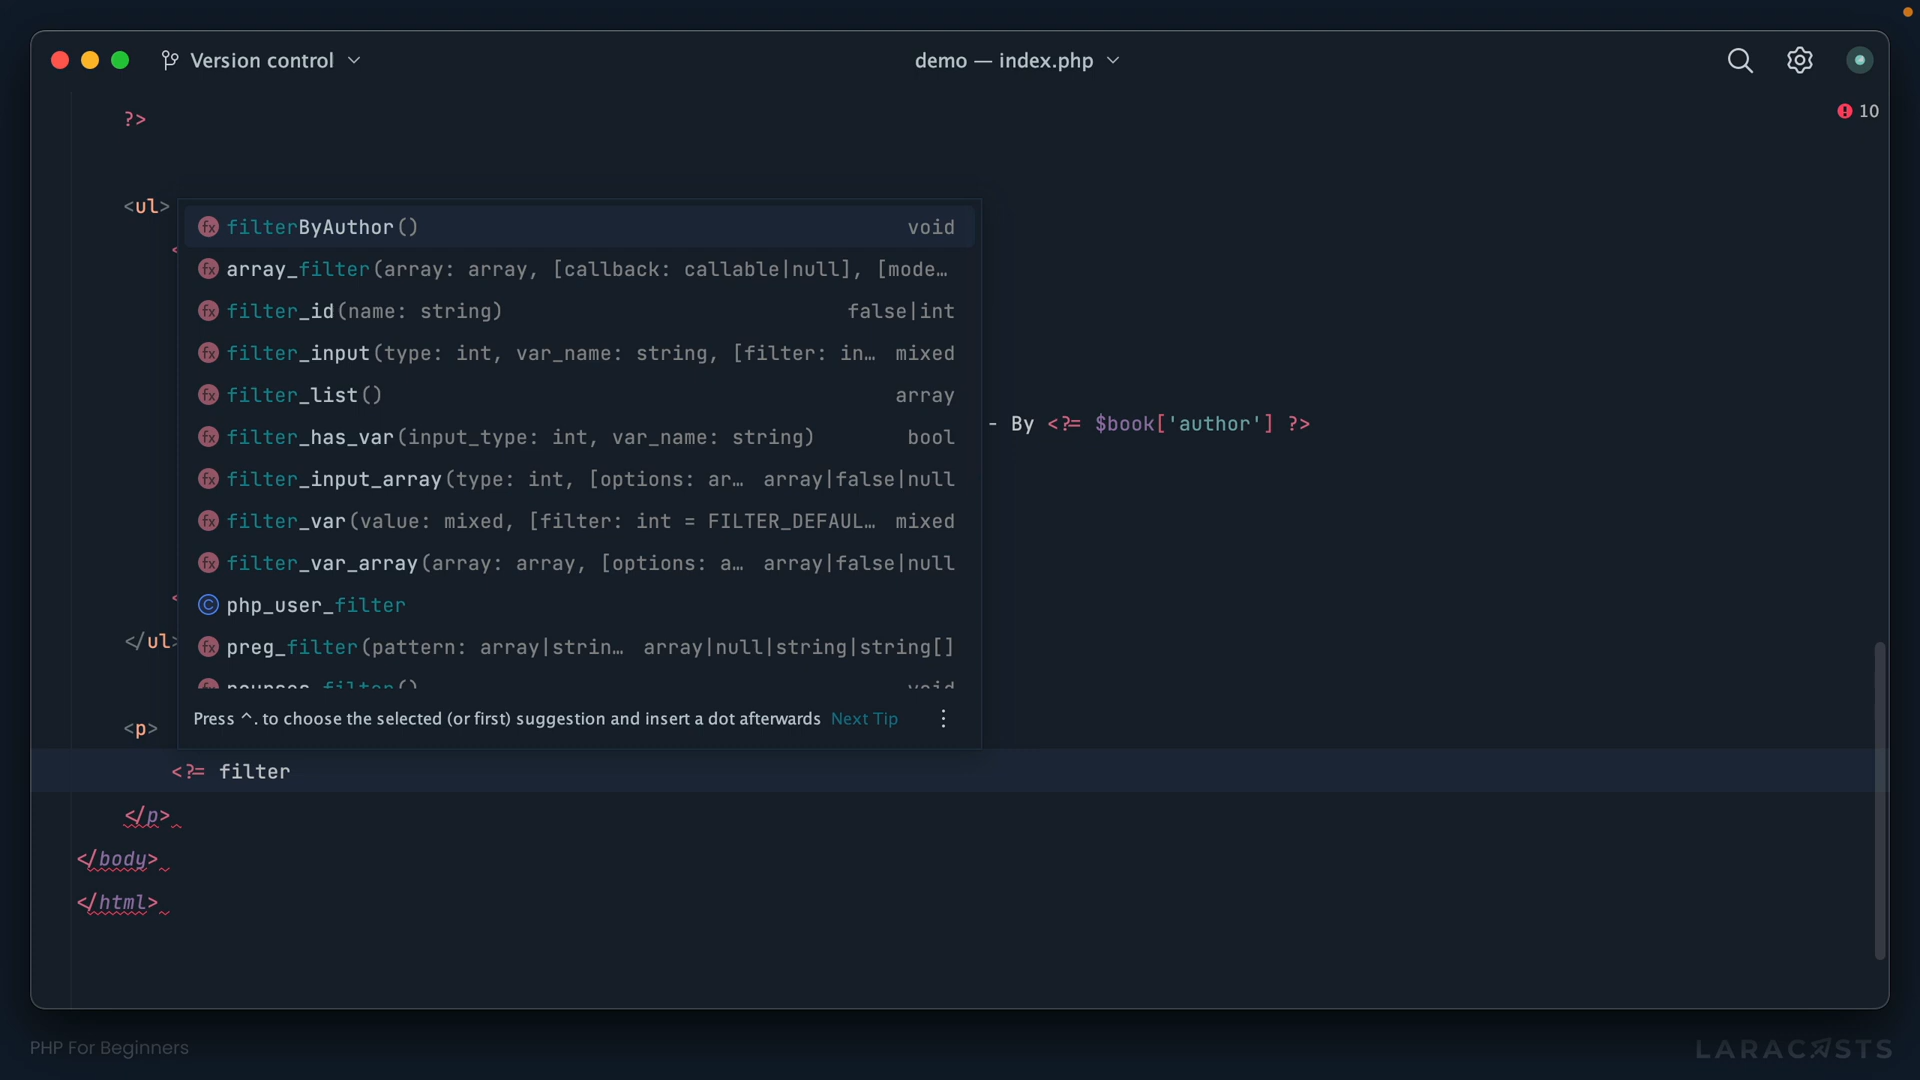 Version control
demo — index.php
10
?>
<ul>
<
filterByAuthor() void
array_filter(array: array, [callback: callable|null], [mode…
filter_id(name: string) false|int
filter_input(type: int, var_name: string, [filter: in… mixed
filter_list() array
- By <?= $book['author'] ?>
filter_has_var(input_type: int, var_name: string) bool
filter_input_array(type: int, [options: ar… array|false|null
filter_var(value: mixed, [filter: int = FILTER_DEFAUL… mixed
filter_var_array(array: array, [options: a… array|false|null
<
php_user_filter
</ul>
preg_filter(pattern: array|strin… array|null|string|string[]
filter() void
Press ^. to choose the selected (or first) suggestion and insert a dot afterwards Next Tip
<p>
<?= filter
</p>
</body>
</html>
PHP For Beginners
LARACASTS